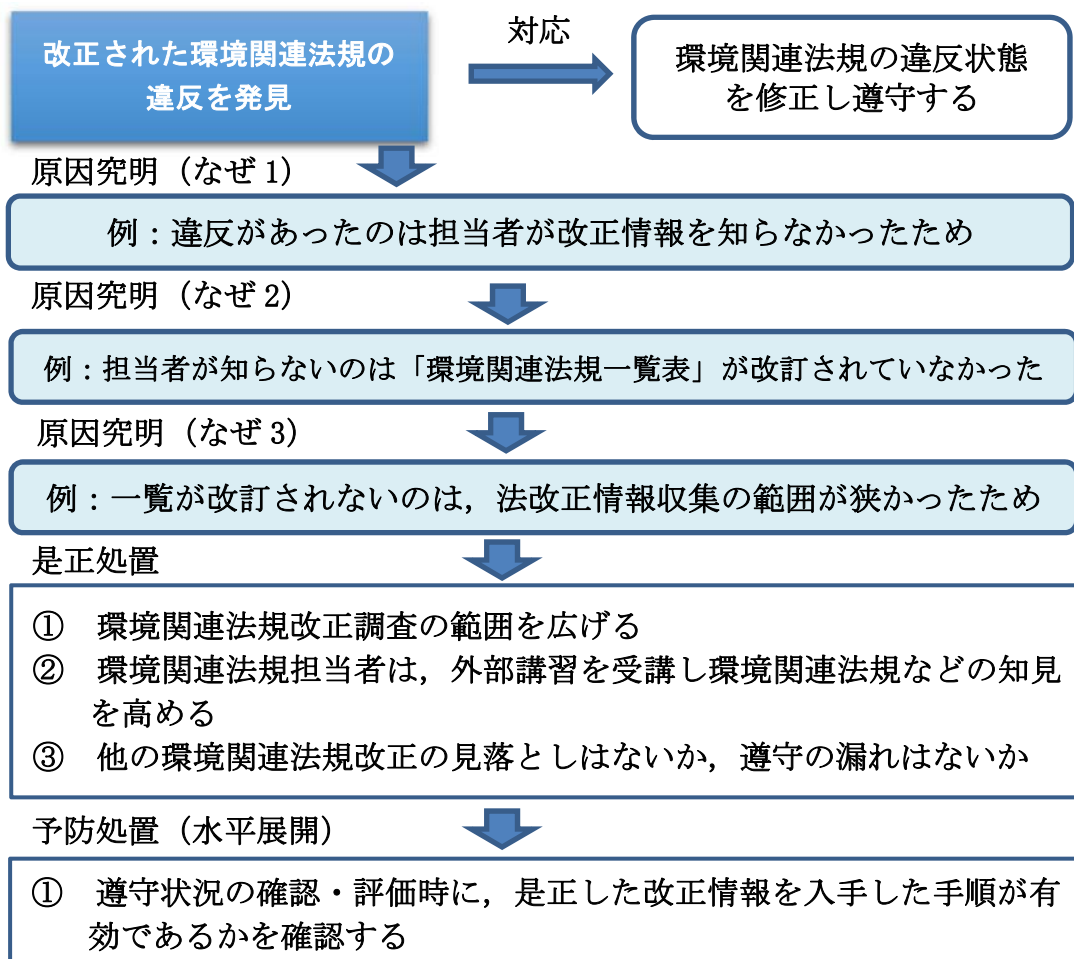 改正された環境関連法規の
違反を発見
対応
環境関連法規の違反状態
を修正し遵守する
原因究明（なぜ 1）
例：違反があったのは担当者が改正情報を知らなかったため
原因究明（なぜ 2）
例：担当者が知らないのは「環境関連法規一覧表」が改訂されていなかった
原因究明（なぜ 3）
例：一覧が改訂されないのは，法改正情報収集の範囲が狭かったため
是正処置
① 環境関連法規改正調査の範囲を広げる
② 環境関連法規担当者は，外部講習を受講し環境関連法規などの知見
を高める
③ 他の環境関連法規改正の見落としはないか，遵守の漏れはないか
予防処置（水平展開）
① 遵守状況の確認・評価時に，是正した改正情報を入手した手順が有
効であるかを確認する